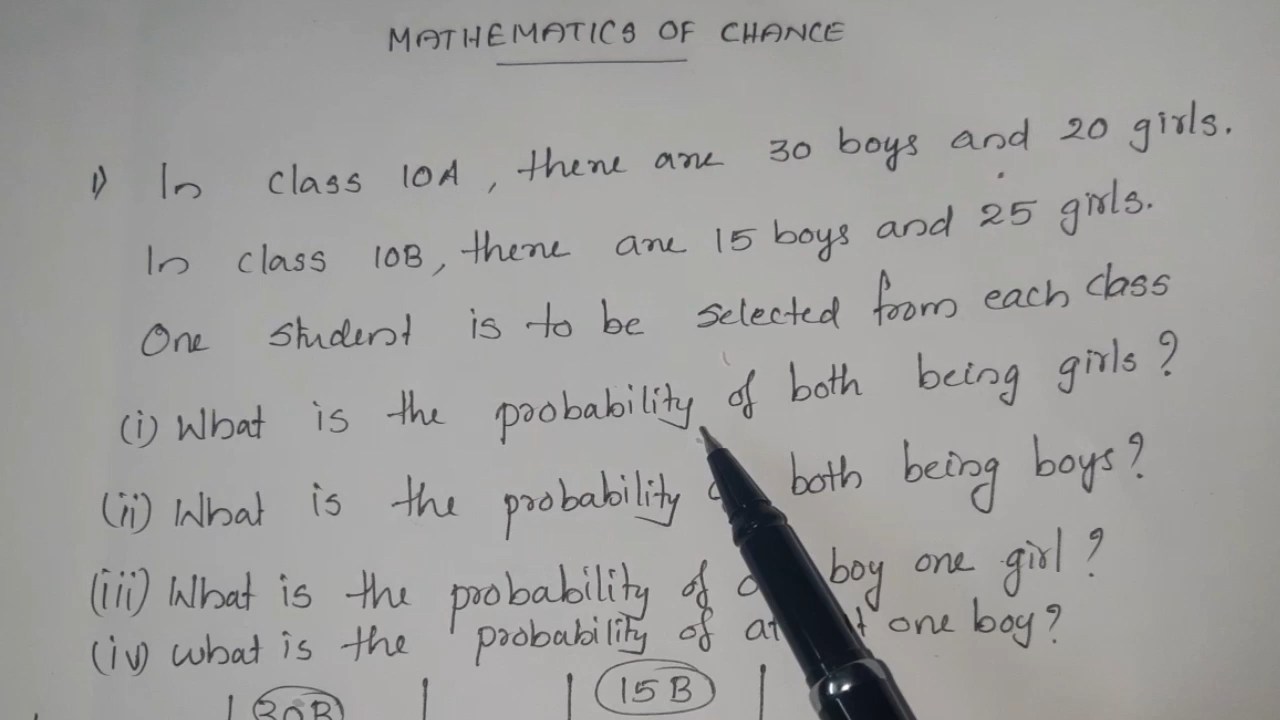 MATHEMATICS OF CHANCE
1) In class 10A, there are 30 boys and 20 girls.
In class 10B, there are 15 boys and 25 girls.
One student is to be selected from each class
(i) What is the probability of both being girls?
(ii) What is the probability both being boys?
(iii) What is the probability of boy one girl?
(iv) what is the probability of one boy?
30B 15B